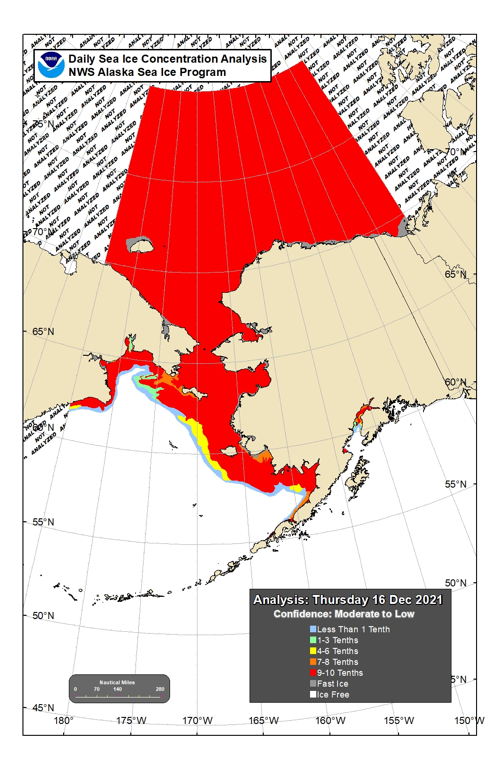 Daily Sea Ice Concentration Analysis
NWS Alaska Sea Ice Program
NOT ANALYZED
75°N
70°N
70°N
65°N
65°N
60°N
60°N
55°N
55°N
50°N
50°N
45°N
5°N
Analysis: Thursday 16 Dec 2021
Confidence: Moderate to Low
Less Than 1 Tenth
1-3 Tenths
4-6 Tenths
7-8 Tenths
9-10 Tenths
Fast Ice
Ice Free
Nautical Miles
0 70 140 280
180° 175°W 170°W 165°W 160°W 155°W 150°W